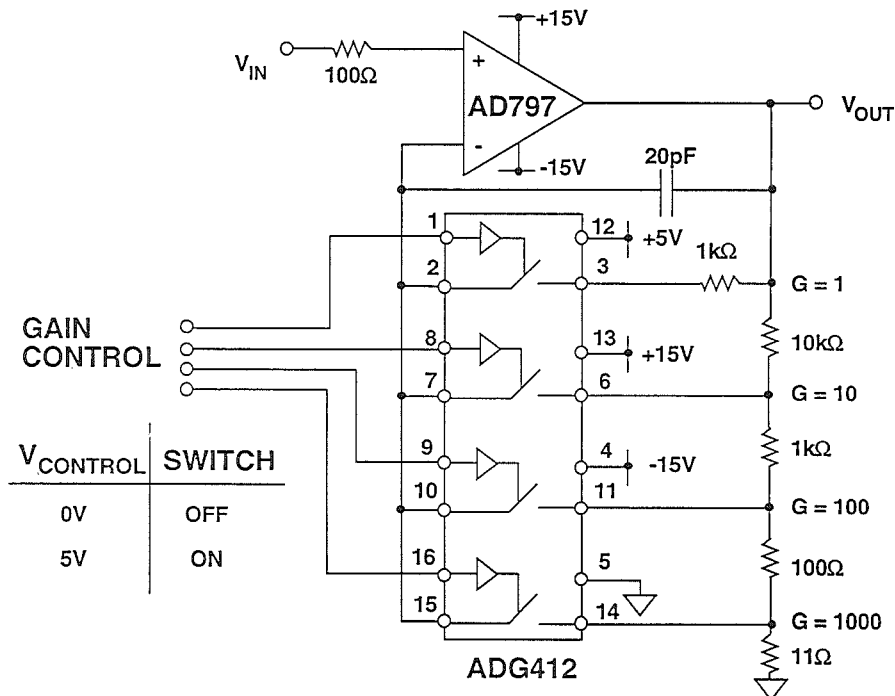 +15V
V_IN
100Ω
+
AD797
-
-15V
V_OUT
20pF
1
12
+5V
1kΩ
2
3
G = 1
GAIN
CONTROL
8
13
+15V
10kΩ
7
6
G = 10
9
4
-15V
1kΩ
10
11
G = 100
V_CONTROL SWITCH
0V OFF
5V ON
16
5
100Ω
15
14
G = 1000
11Ω
ADG412